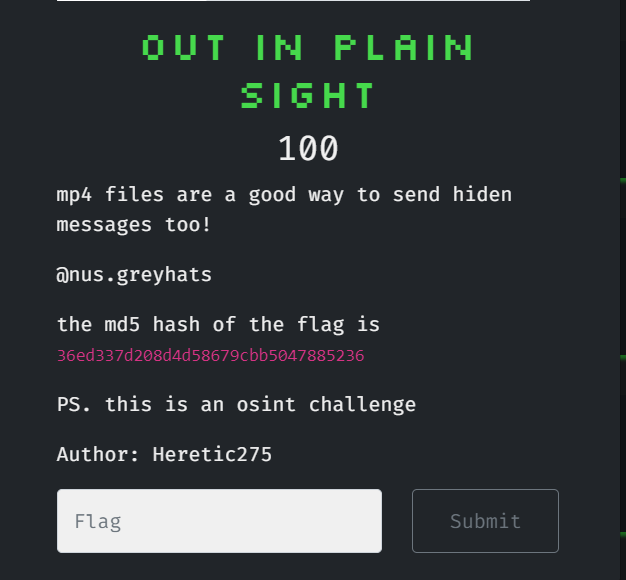 OUT IN PLAIN
SIGHT
100
mp4 files are a good way to send hiden
messages too!
@nus.greyhats
the md5 hash of the flag is
36ed337d208d4d58679cbb5047885236
PS. this is an osint challenge
Author: Heretic275
Flag
Submit